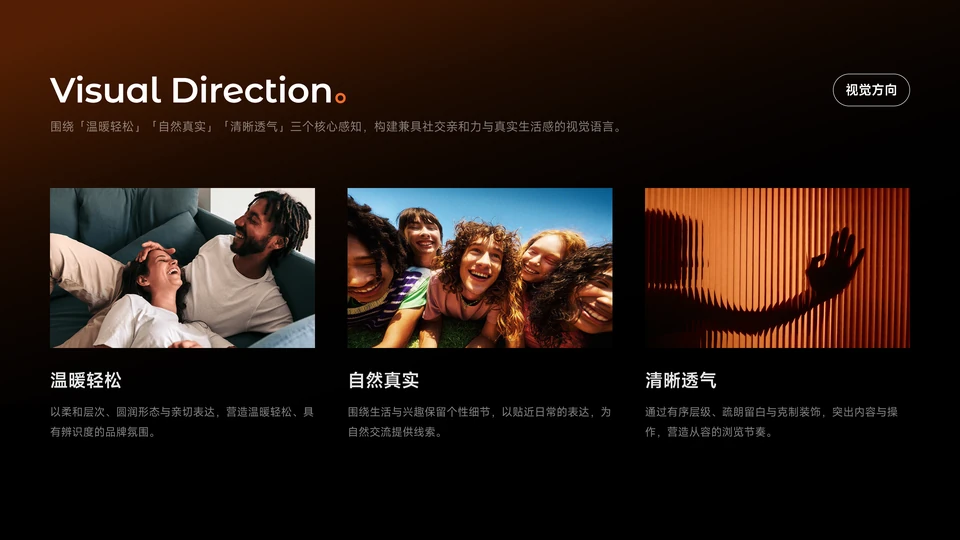 Visual Direction
视觉方向
围绕「温暖轻松」「自然真实」「清晰透气」三个核心感知，构建兼具社交亲和力与真实生活感的视觉语言。
温暖轻松
以柔和层次、圆润形态与亲切表达，营造温暖轻松、具
有辨识度的品牌氛围。
自然真实
围绕生活与兴趣保留个性细节，以贴近日常的表达，为
自然交流提供线索。
清晰透气
通过有序层级、疏朗留白与克制装饰，突出内容与操
作，营造从容的浏览节奏。